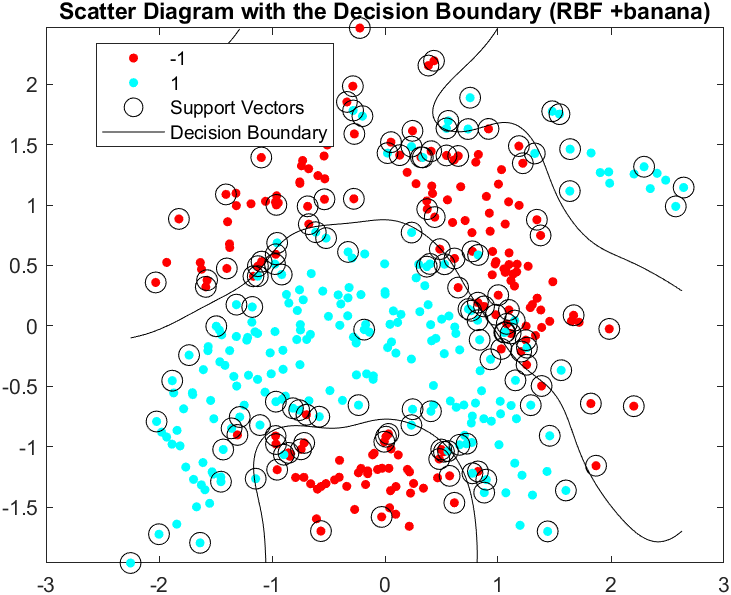 Scatter Diagram with the Decision Boundary (RBF +banana)
-1
1
Support Vectors
Decision Boundary
2
1.5
1
0.5
0
-0.5
-1
-1.5
-3 -2 -1 0 1 2 3